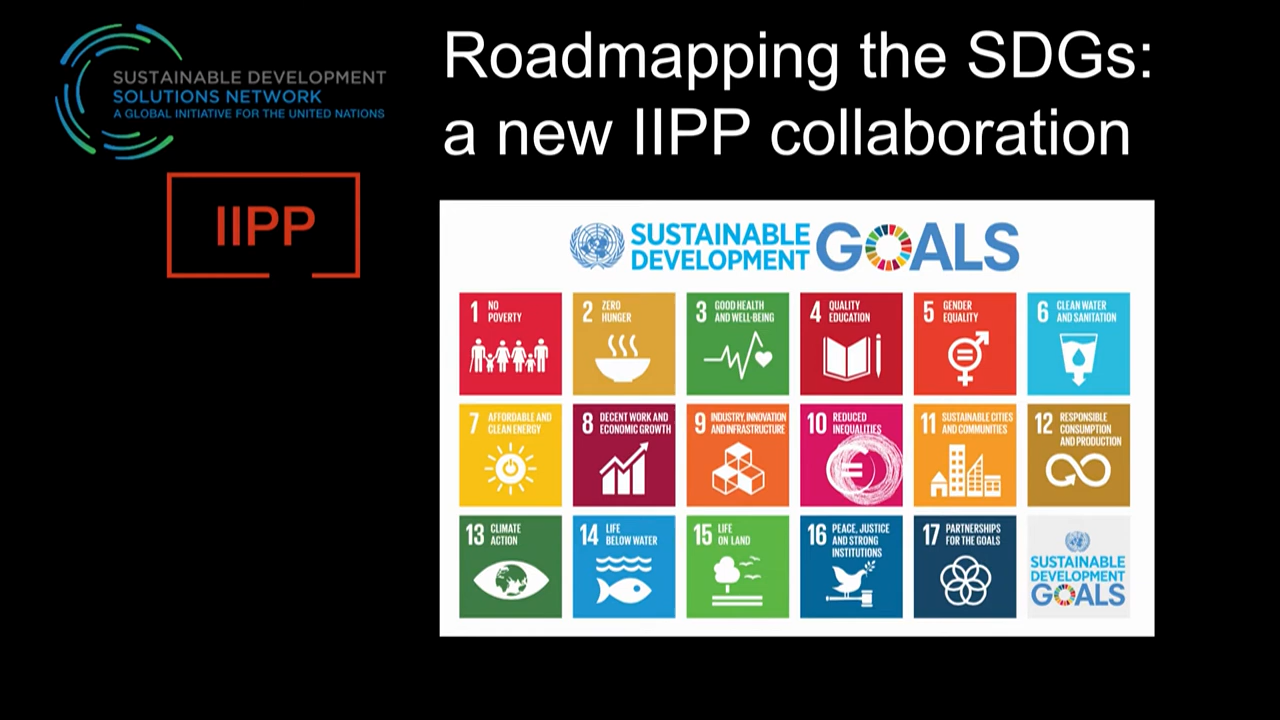 SUSTAINABLE DEVELOPMENT
SOLUTIONS NETWORK
A GLOBAL INITIATIVE FOR THE UNITED NATIONS
IIPP
Roadmapping the SDGs:
a new IIPP collaboration
SUSTAINABLE
DEVELOPMENT
GOALS
1 NO
POVERTY
2 ZERO
HUNGER
3 GOOD HEALTH
AND WELL-BEING
4 QUALITY
EDUCATION
5 GENDER
EQUALITY
6 CLEAN WATER
AND SANITATION
7 AFFORDABLE AND
CLEAN ENERGY
8 DECENT WORK AND
ECONOMIC GROWTH
9 INDUSTRY, INNOVATION
AND INFRASTRUCTURE
10 REDUCED
INEQUALITIES
11 SUSTAINABLE CITIES
AND COMMUNITIES
12 RESPONSIBLE
CONSUMPTION
AND PRODUCTION
13 CLIMATE
ACTION
14 LIFE
BELOW WATER
15 LIFE
ON LAND
16 PEACE, JUSTICE
AND STRONG
INSTITUTIONS
17 PARTNERSHIPS
FOR THE GOALS
SUSTAINABLE
DEVELOPMENT
GOALS